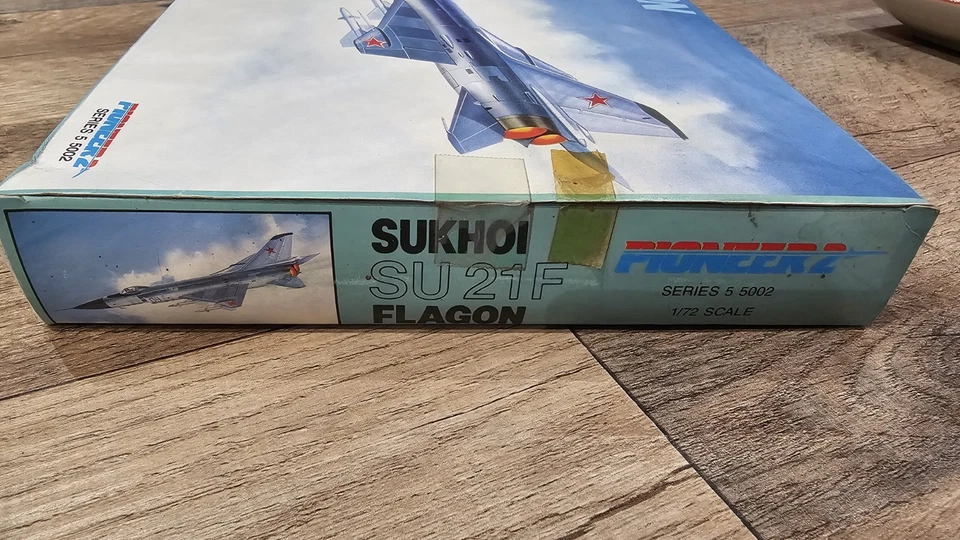 PIONEER 2
SERIES 5 5002
SUKHOI
SU 21F
FLAGON
PIONEER 2
SERIES 5 5002
1/72 SCALE